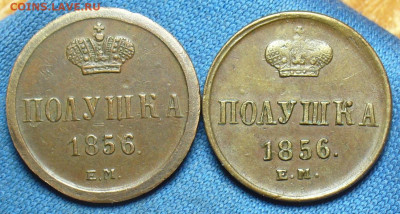 COINS.LAVE.RU
ПОЛУШКА
1856.
Е.М.
ПОЛУШКА
1856.
Е.М.